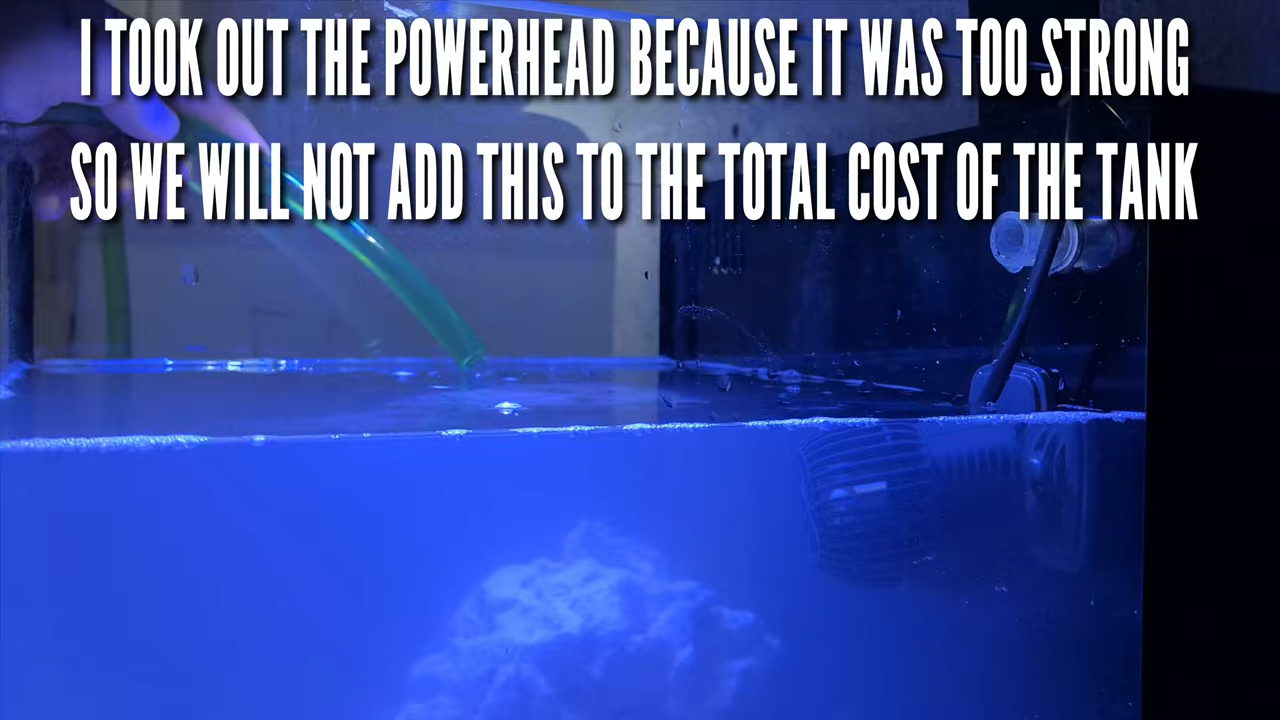 I TOOK OUT THE POWERHEAD BECAUSE IT WAS TOO STRONG
SO WE WILL NOT ADD THIS TO THE TOTAL COST OF THE TANK